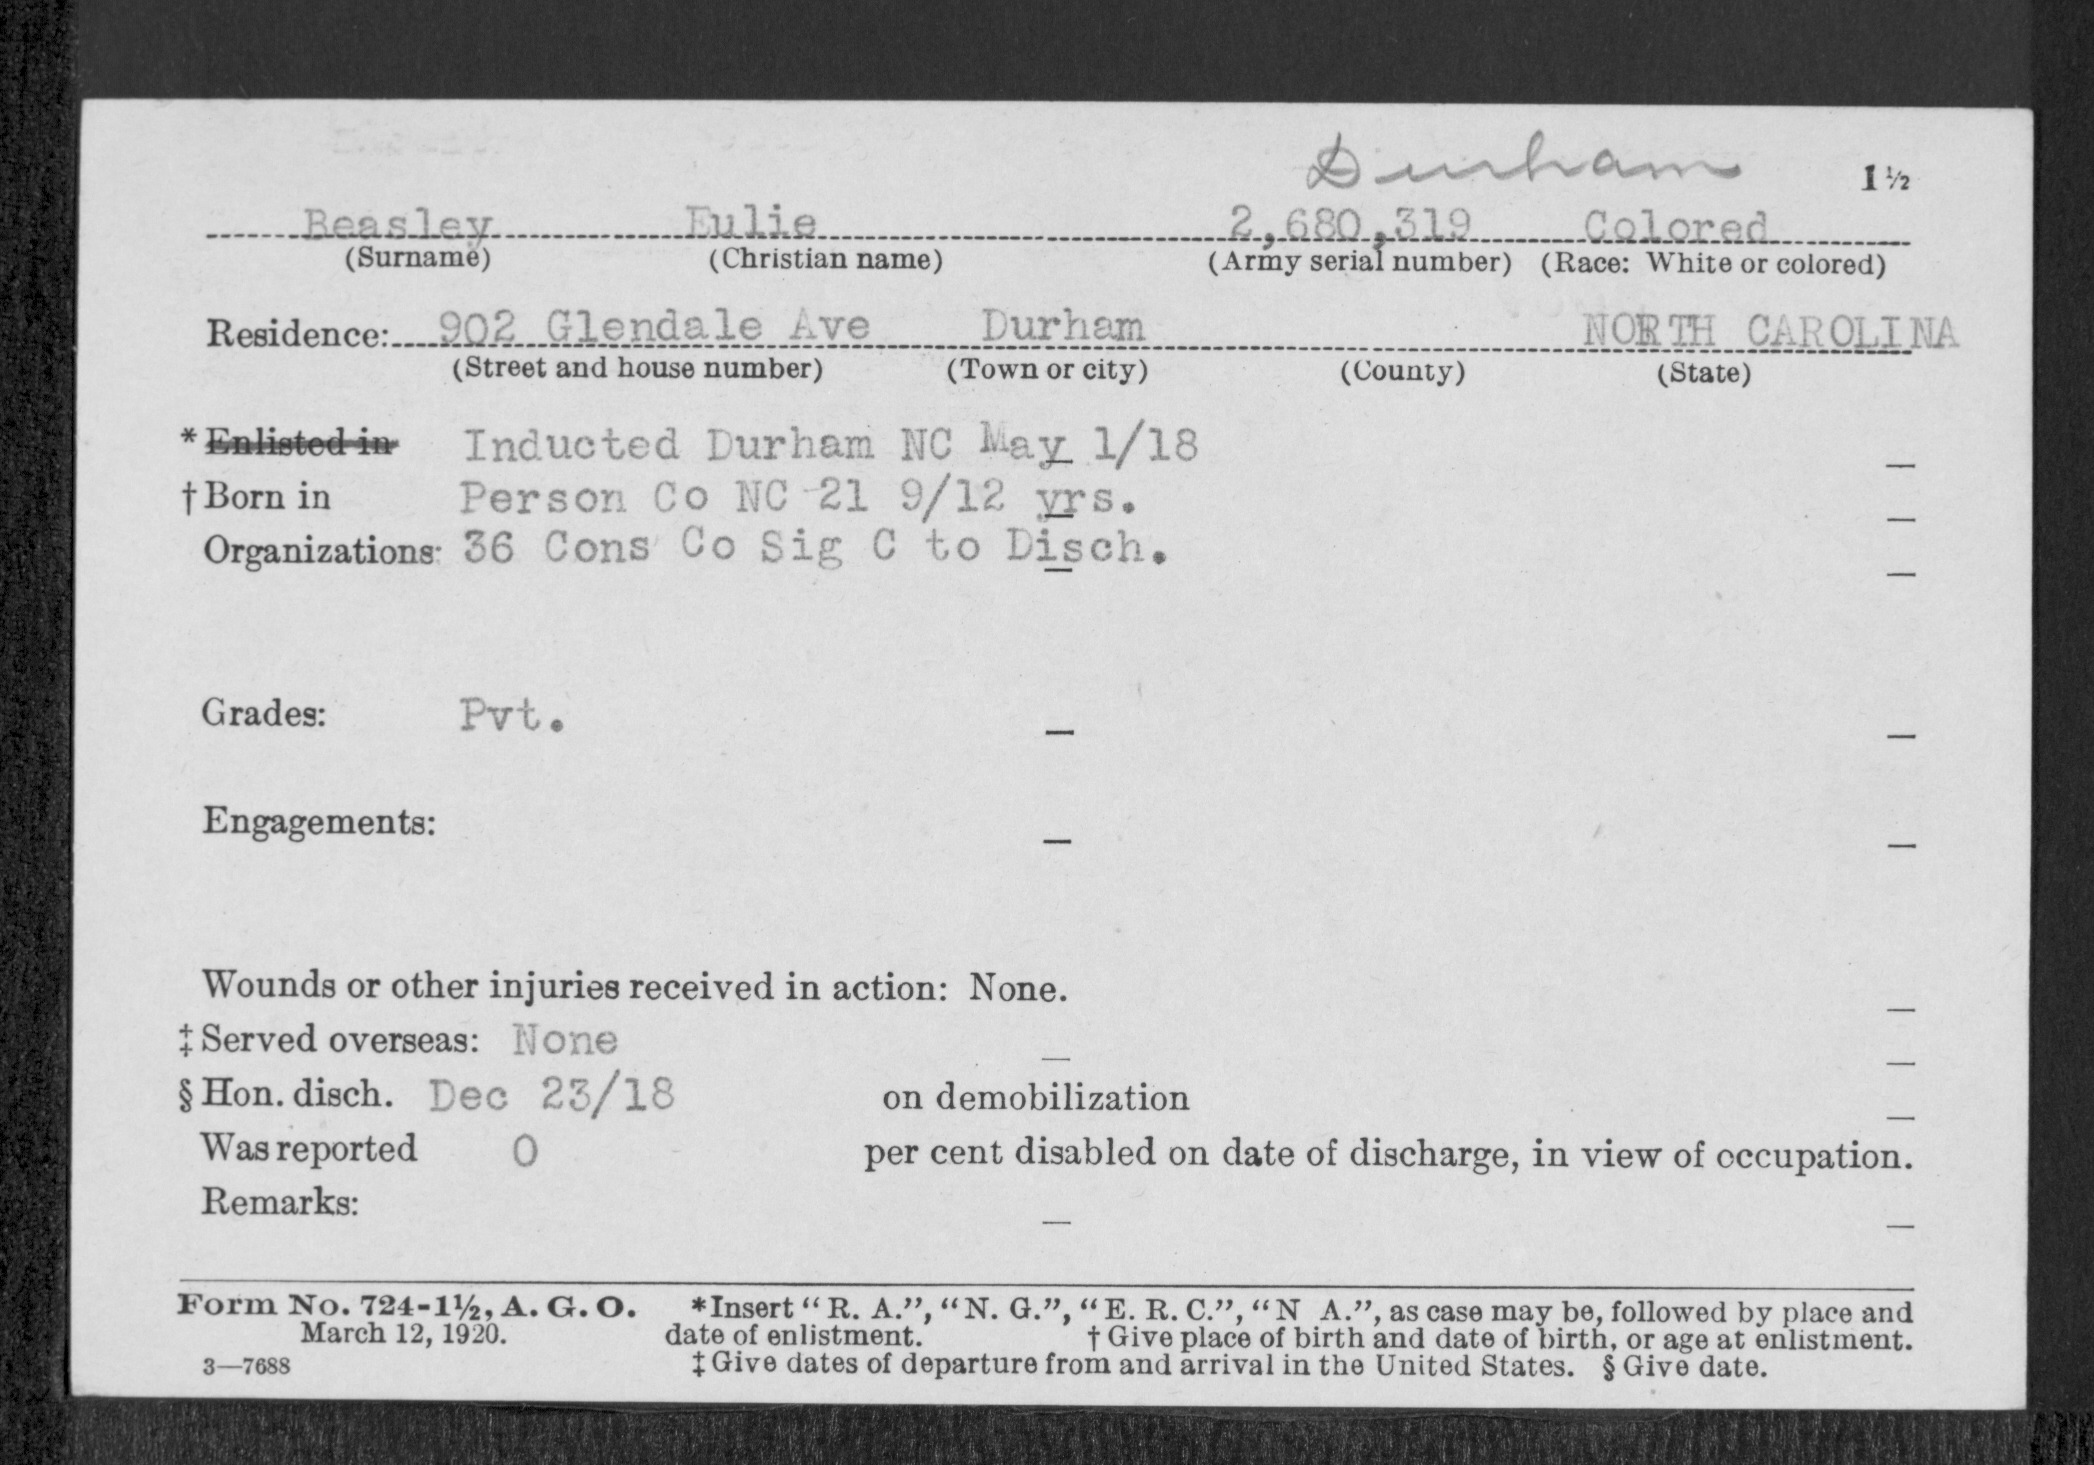 Durham
1½
Beasley Eulie 2,680,319 Colored
(Surname) (Christian name) (Army serial number) (Race: White or colored)
Residence: 902 Glendale Ave Durham NORTH CAROLINA
(Street and house number) (Town or city) (County) (State)
* Enlisted in Inducted Durham NC May 1/18
† Born in Person Co NC 21 9/12 yrs.
Organizations: 36 Cons Co Sig C to Disch.
Grades: Pvt.
Engagements:
Wounds or other injuries received in action: None.
‡ Served overseas: None
§ Hon. disch. Dec 23/18 on demobilization
Was reported 0 per cent disabled on date of discharge, in view of occupation.
Remarks:
Form No. 724-1½, A. G. O. *Insert “R. A.”, “N. G.”, “E. R. C.”, “N A.”, as case may be, followed by place and
March 12, 1920. date of enlistment. † Give place of birth and date of birth, or age at enlistment.
3—7688 ‡ Give dates of departure from and arrival in the United States. § Give date.